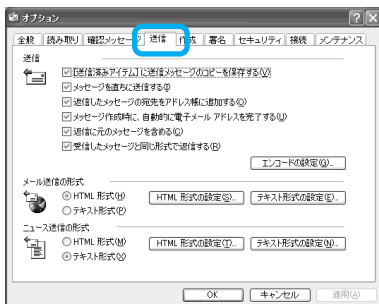 オプション
全般 読み取り 確認メッセージ 送信 作成 署名 セキュリティ 接続 メンテナンス
送信
[送信済みアイテム]に送信メッセージのコピーを保存する(V)
メッセージを直ちに送信する(I)
返信したメッセージの宛先をアドレス帳に追加する(O)
メッセージ作成時に、自動的に電子メール アドレスを完了する(U)
返信に元のメッセージを含める(C)
受信したメッセージと同じ形式で返信する(R)
エンコードの設定(G)...
メール送信の形式
HTML 形式(H) HTML 形式の設定(S)... テキスト形式の設定(E)...
テキスト形式(P)
ニュース送信の形式
HTML 形式(M) HTML 形式の設定(T)... テキスト形式の設定(N)...
テキスト形式(X)
OK キャンセル 適用(A)